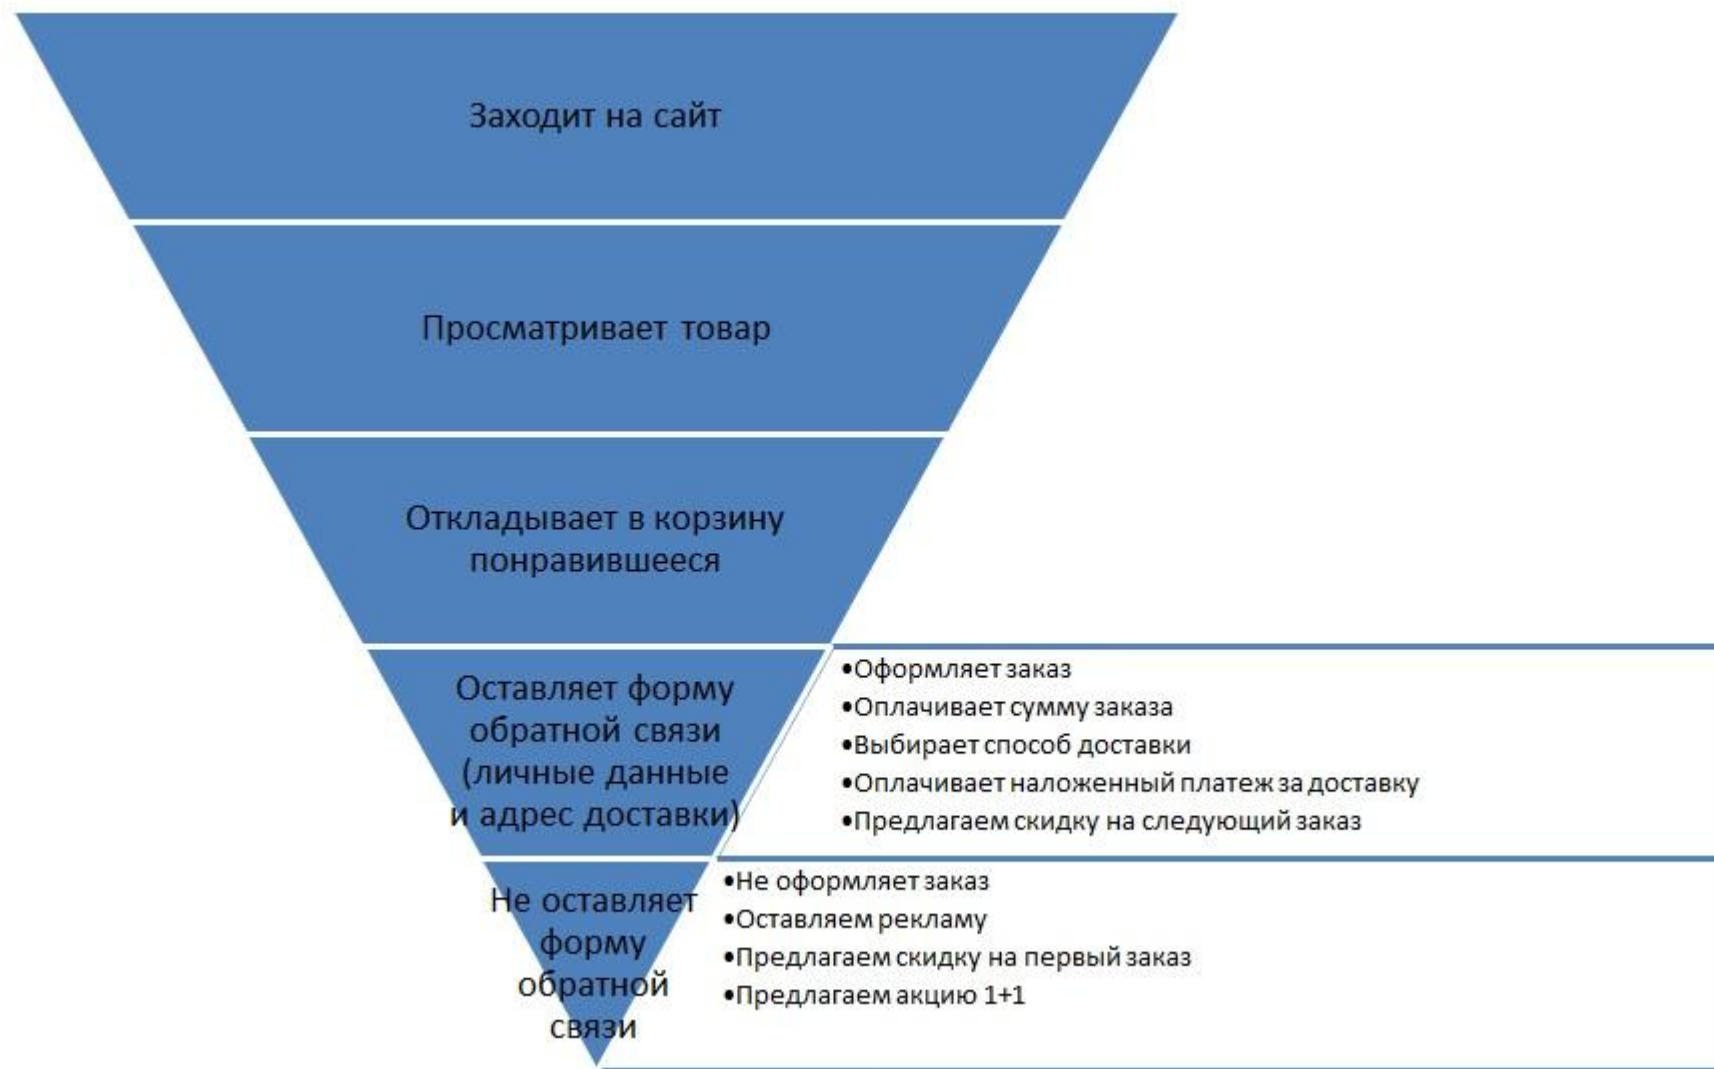 Заходит на сайт
Просматривает товар
Откладывает в корзину
понравившееся
Оставляет форму
обратной связи
(личные данные
и адрес доставки)
•Оформляет заказ
•Оплачивает сумму заказа
•Выбирает способ доставки
•Оплачивает наложенный платеж за доставку
•Предлагаем скидку на следующий заказ
Не оставляет
форму
обратной
связи
•Не оформляет заказ
•Оставляем рекламу
•Предлагаем скидку на первый заказ
•Предлагаем акцию 1+1